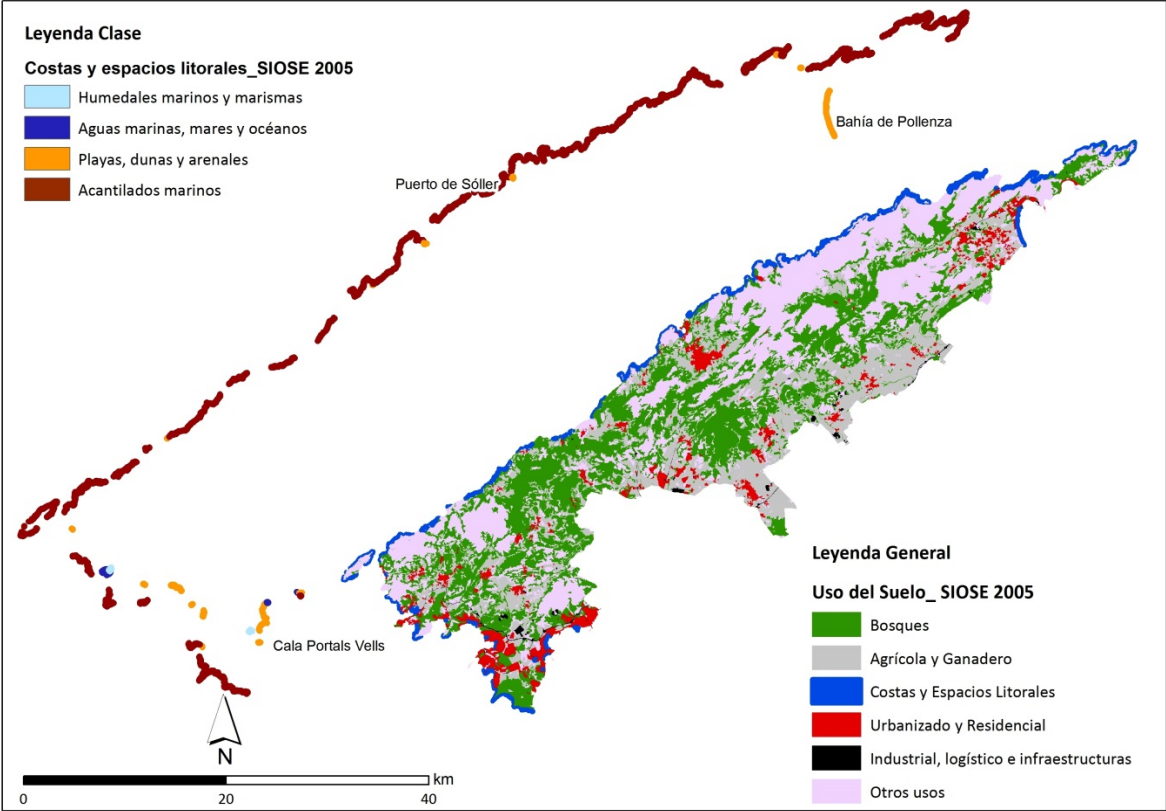 Leyenda Clase
Costas y espacios litorales_SIOSE 2005
Humedales marinos y marismas
Aguas marinas, mares y océanos
Playas, dunas y arenales
Acantilados marinos
Bahía de Pollenza
Puerto de Sóller
Cala Portals Vells
N
km
0 20 40
Leyenda General
Uso del Suelo_ SIOSE 2005
Bosques
Agrícola y Ganadero
Costas y Espacios Litorales
Urbanizado y Residencial
Industrial, logístico e infraestructuras
Otros usos